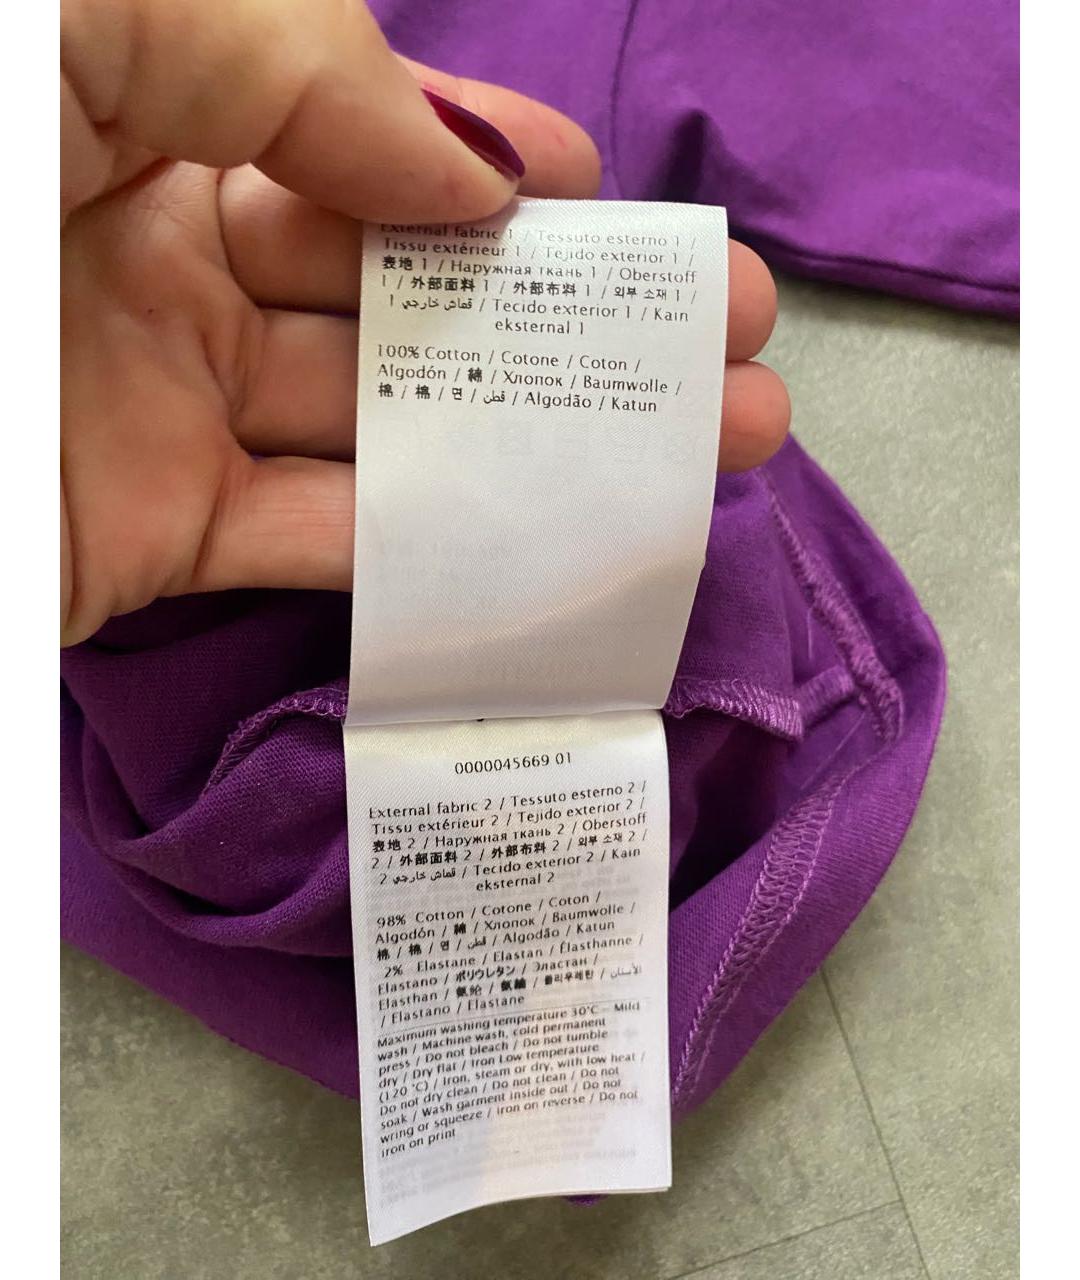 External fabric 1 / Tessuto esterno 1 /
Tissu extérieur 1 / Tejido exterior 1 /
表地 1 / Наружная ткань 1 / Oberstoff
1 / 外部面料 1 / 外部布料 1 / 외부 소재 1 /
قماش خارجي 1 / Tecido exterior 1 / Kain
eksternal 1
100% Cotton / Cotone / Coton /
Algodón / 綿 / Хлопок / Baumwolle /
棉 / 棉 / 면 / قطن / Algodão / Katun
0000045669 01
External fabric 2 / Tessuto esterno 2 /
Tissu extérieur 2 / Tejido exterior 2 /
表地 2 / Наружная ткань 2 / Oberstoff
2 / 外部面料 2 / 外部布料 2 / 외부 소재 2 /
قماش خارجي 2 / Tecido exterior 2 / Kain
eksternal 2
98% Cotton / Cotone / Coton /
Algodón / 綿 / Хлопок / Baumwolle /
棉 / 棉 / 면 / قطن / Algodão / Katun
2% Elastane / Elastan / Élasthanne /
Elastano / ポリウレタン / Эластан /
Elasthan / 氨纶 / 氨綸 / 폴리우레탄 / الأستان
/ Elastano / Elastane
Maximum washing temperature 30°C - Mild
wash / Machine wash, cold permanent
press / Do not bleach / Do not tumble
dry / Dry flat / Iron Low temperature
(120 °C) / Iron, steam or dry, with low heat /
Do not dry clean / Do not clean / Do not
soak / Wash garment inside out / Do not
wring or squeeze / iron on reverse / Do not
iron on print